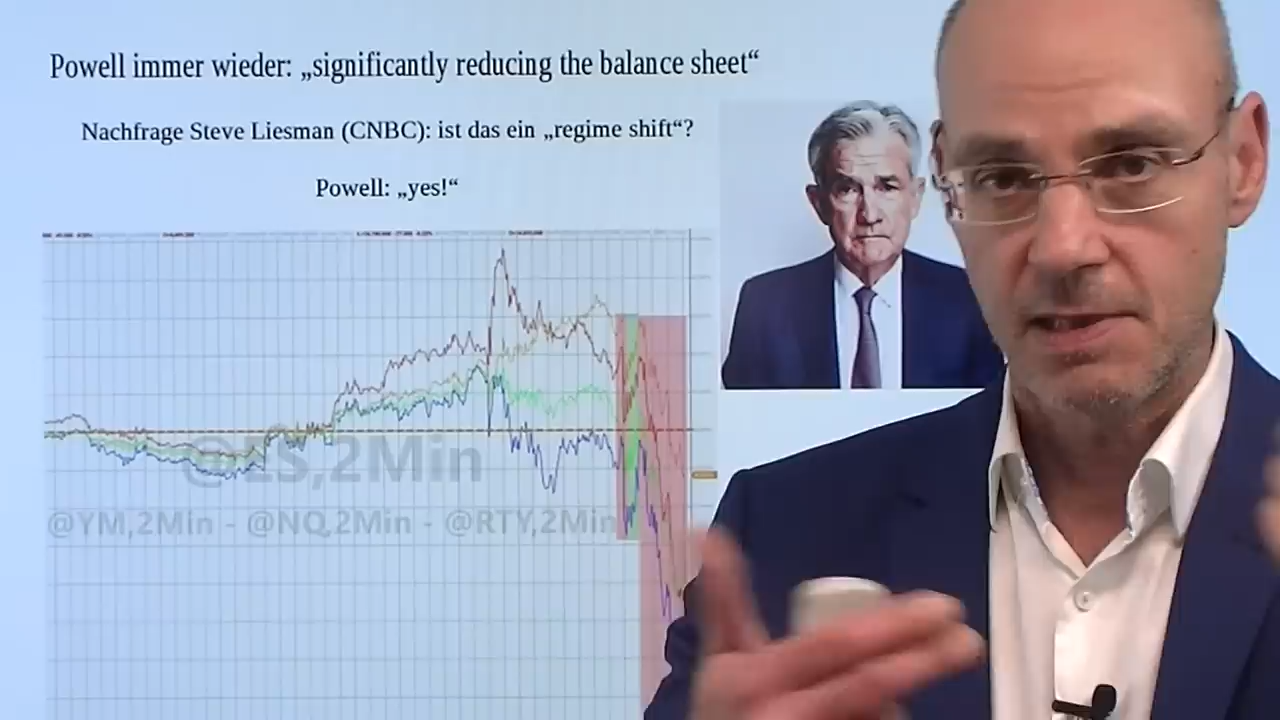 Powell immer wieder: „significantly reducing the balance sheet“
Nachfrage Steve Liesman (CNBC): ist das ein „regime shift“?
Powell: „yes!“
@ES,2Min
@YM,2Min - @NQ,2Min - @RTY,2Min